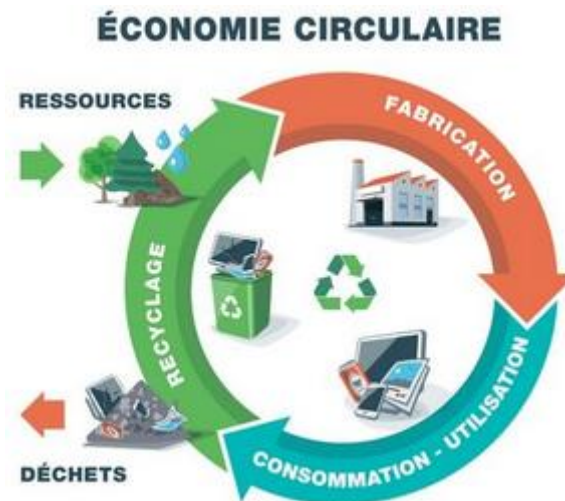 ÉCONOMIE CIRCULAIRE
RESSOURCES
FABRICATION
RECYCLAGE
CONSOMMATION - UTILISATION
DÉCHETS